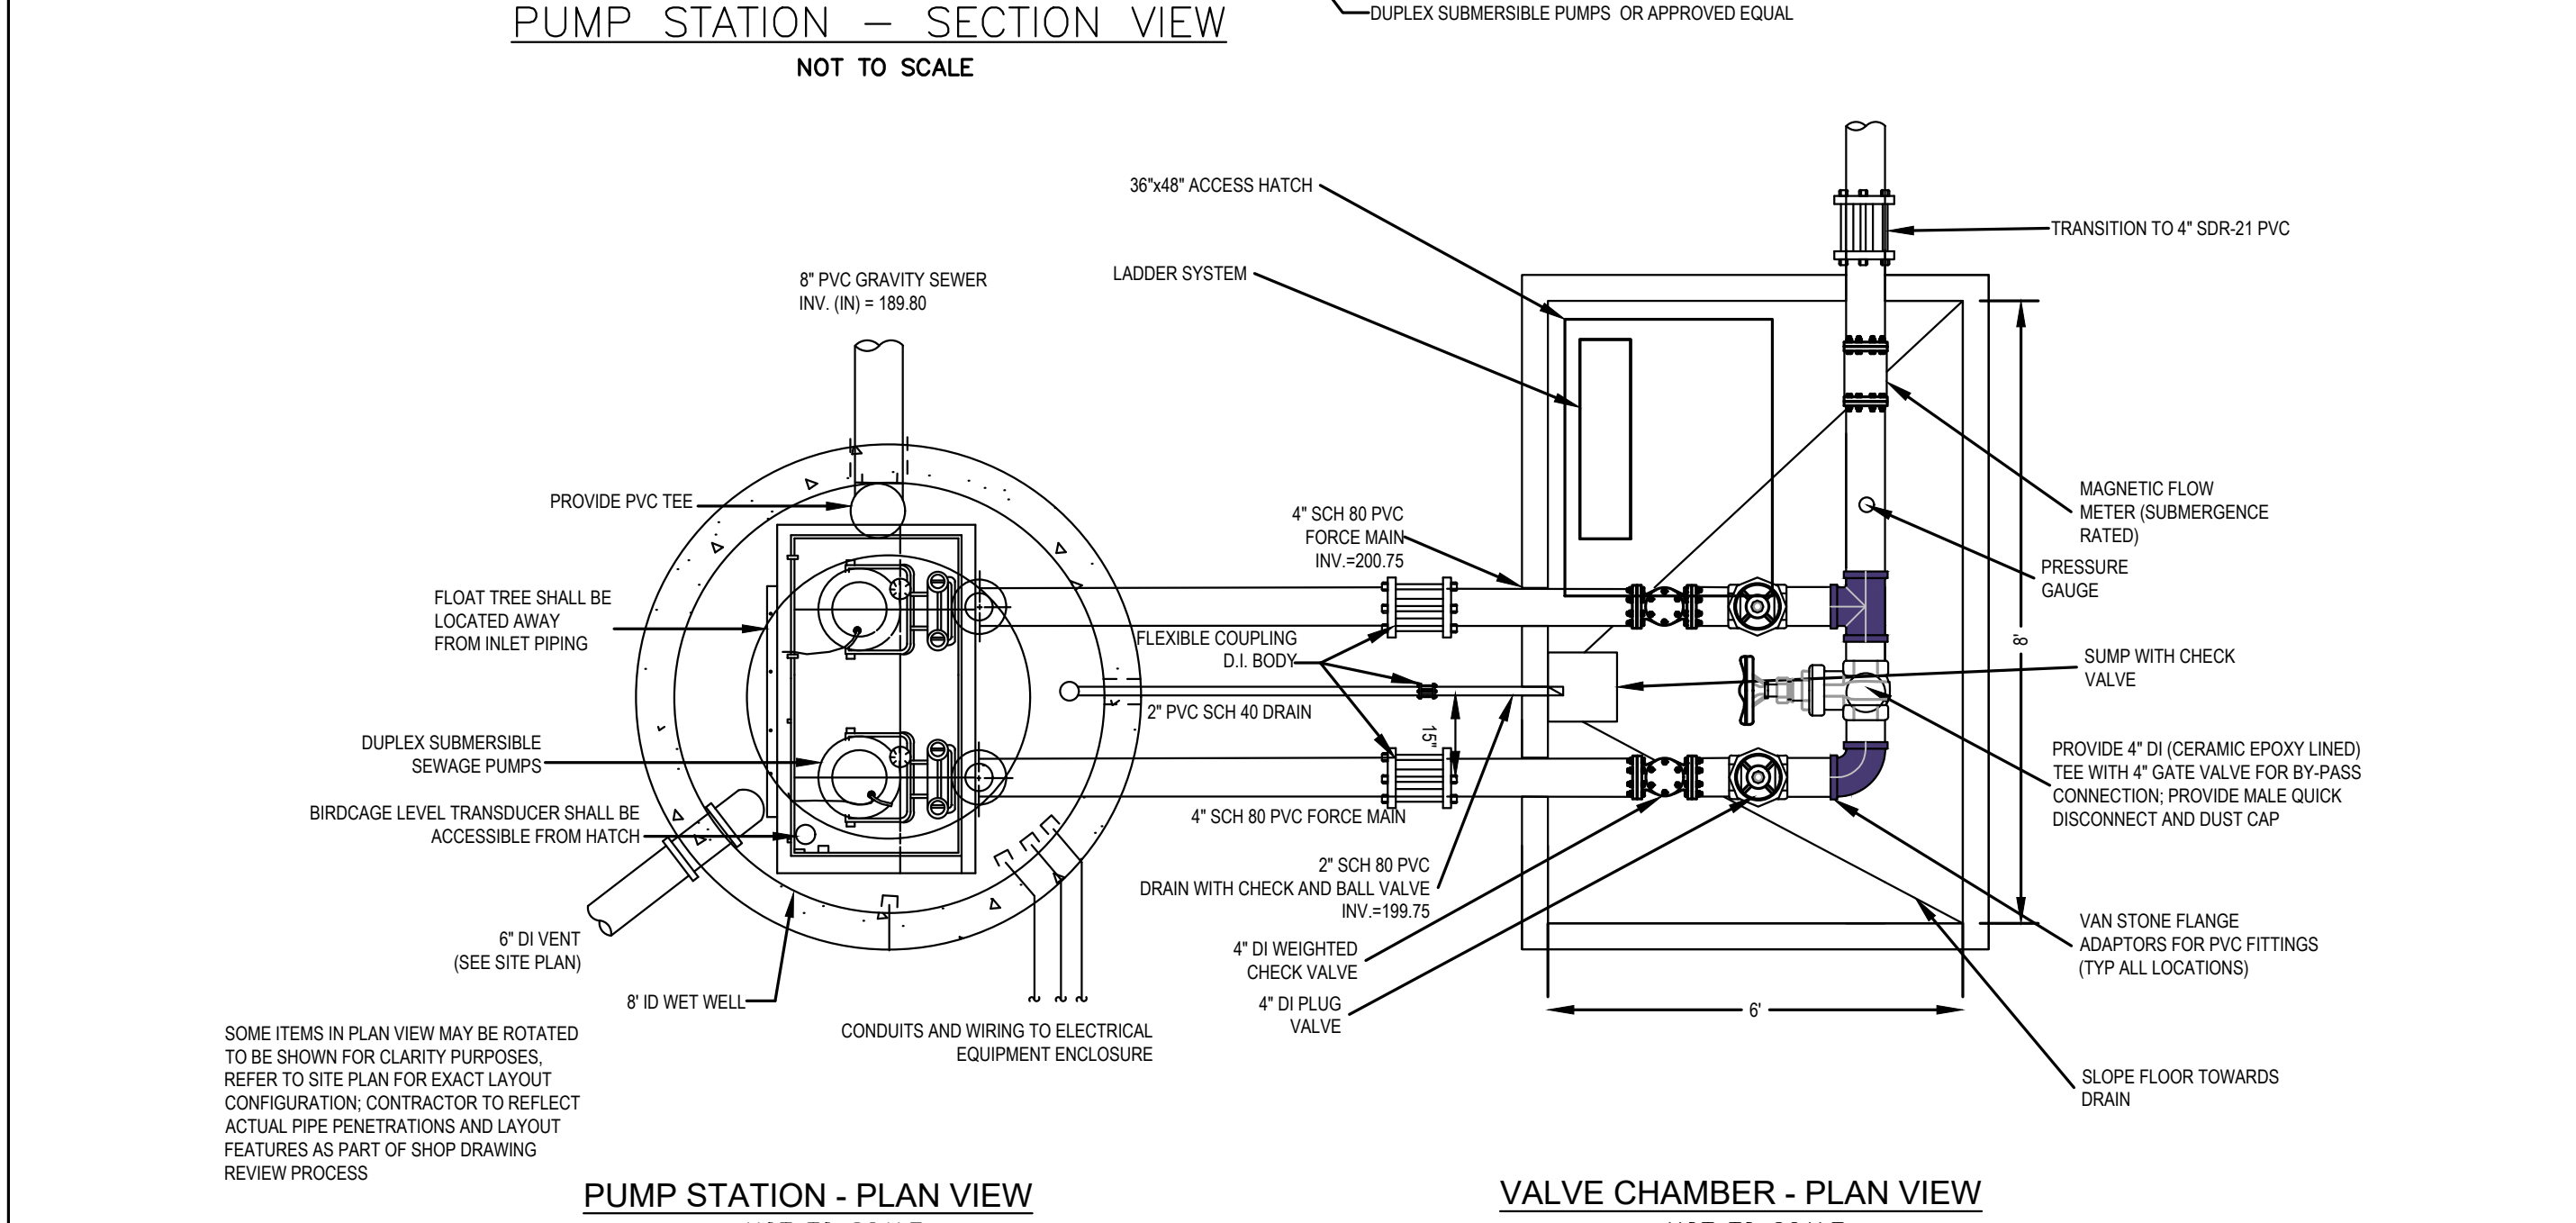 PUMP STATION – SECTION VIEW
NOT TO SCALE
DUPLEX SUBMERSIBLE PUMPS OR APPROVED EQUAL
36"x48" ACCESS HATCH
LADDER SYSTEM
TRANSITION TO 4" SDR-21 PVC
8" PVC GRAVITY SEWER
INV. (IN) = 189.80
PROVIDE PVC TEE
4" SCH 80 PVC
FORCE MAIN
INV.=200.75
MAGNETIC FLOW
METER (SUBMERGENCE
RATED)
PRESSURE
GAUGE
FLOAT TREE SHALL BE
LOCATED AWAY
FROM INLET PIPING
FLEXIBLE COUPLING
D.I. BODY
8'
SUMP WITH CHECK
VALVE
2" PVC SCH 40 DRAIN
15"
DUPLEX SUBMERSIBLE
SEWAGE PUMPS
PROVIDE 4" DI (CERAMIC EPOXY LINED)
TEE WITH 4" GATE VALVE FOR BY-PASS
CONNECTION; PROVIDE MALE QUICK
DISCONNECT AND DUST CAP
BIRDCAGE LEVEL TRANSDUCER SHALL BE
ACCESSIBLE FROM HATCH
4" SCH 80 PVC FORCE MAIN
2" SCH 80 PVC
DRAIN WITH CHECK AND BALL VALVE
INV.=199.75
6" DI VENT
(SEE SITE PLAN)
4" DI WEIGHTED
CHECK VALVE
VAN STONE FLANGE
ADAPTORS FOR PVC FITTINGS
(TYP ALL LOCATIONS)
8' ID WET WELL
4" DI PLUG
VALVE
6'
CONDUITS AND WIRING TO ELECTRICAL
EQUIPMENT ENCLOSURE
SLOPE FLOOR TOWARDS
DRAIN
SOME ITEMS IN PLAN VIEW MAY BE ROTATED
TO BE SHOWN FOR CLARITY PURPOSES,
REFER TO SITE PLAN FOR EXACT LAYOUT
CONFIGURATION; CONTRACTOR TO REFLECT
ACTUAL PIPE PENETRATIONS AND LAYOUT
FEATURES AS PART OF SHOP DRAWING
REVIEW PROCESS
PUMP STATION - PLAN VIEW
VALVE CHAMBER - PLAN VIEW